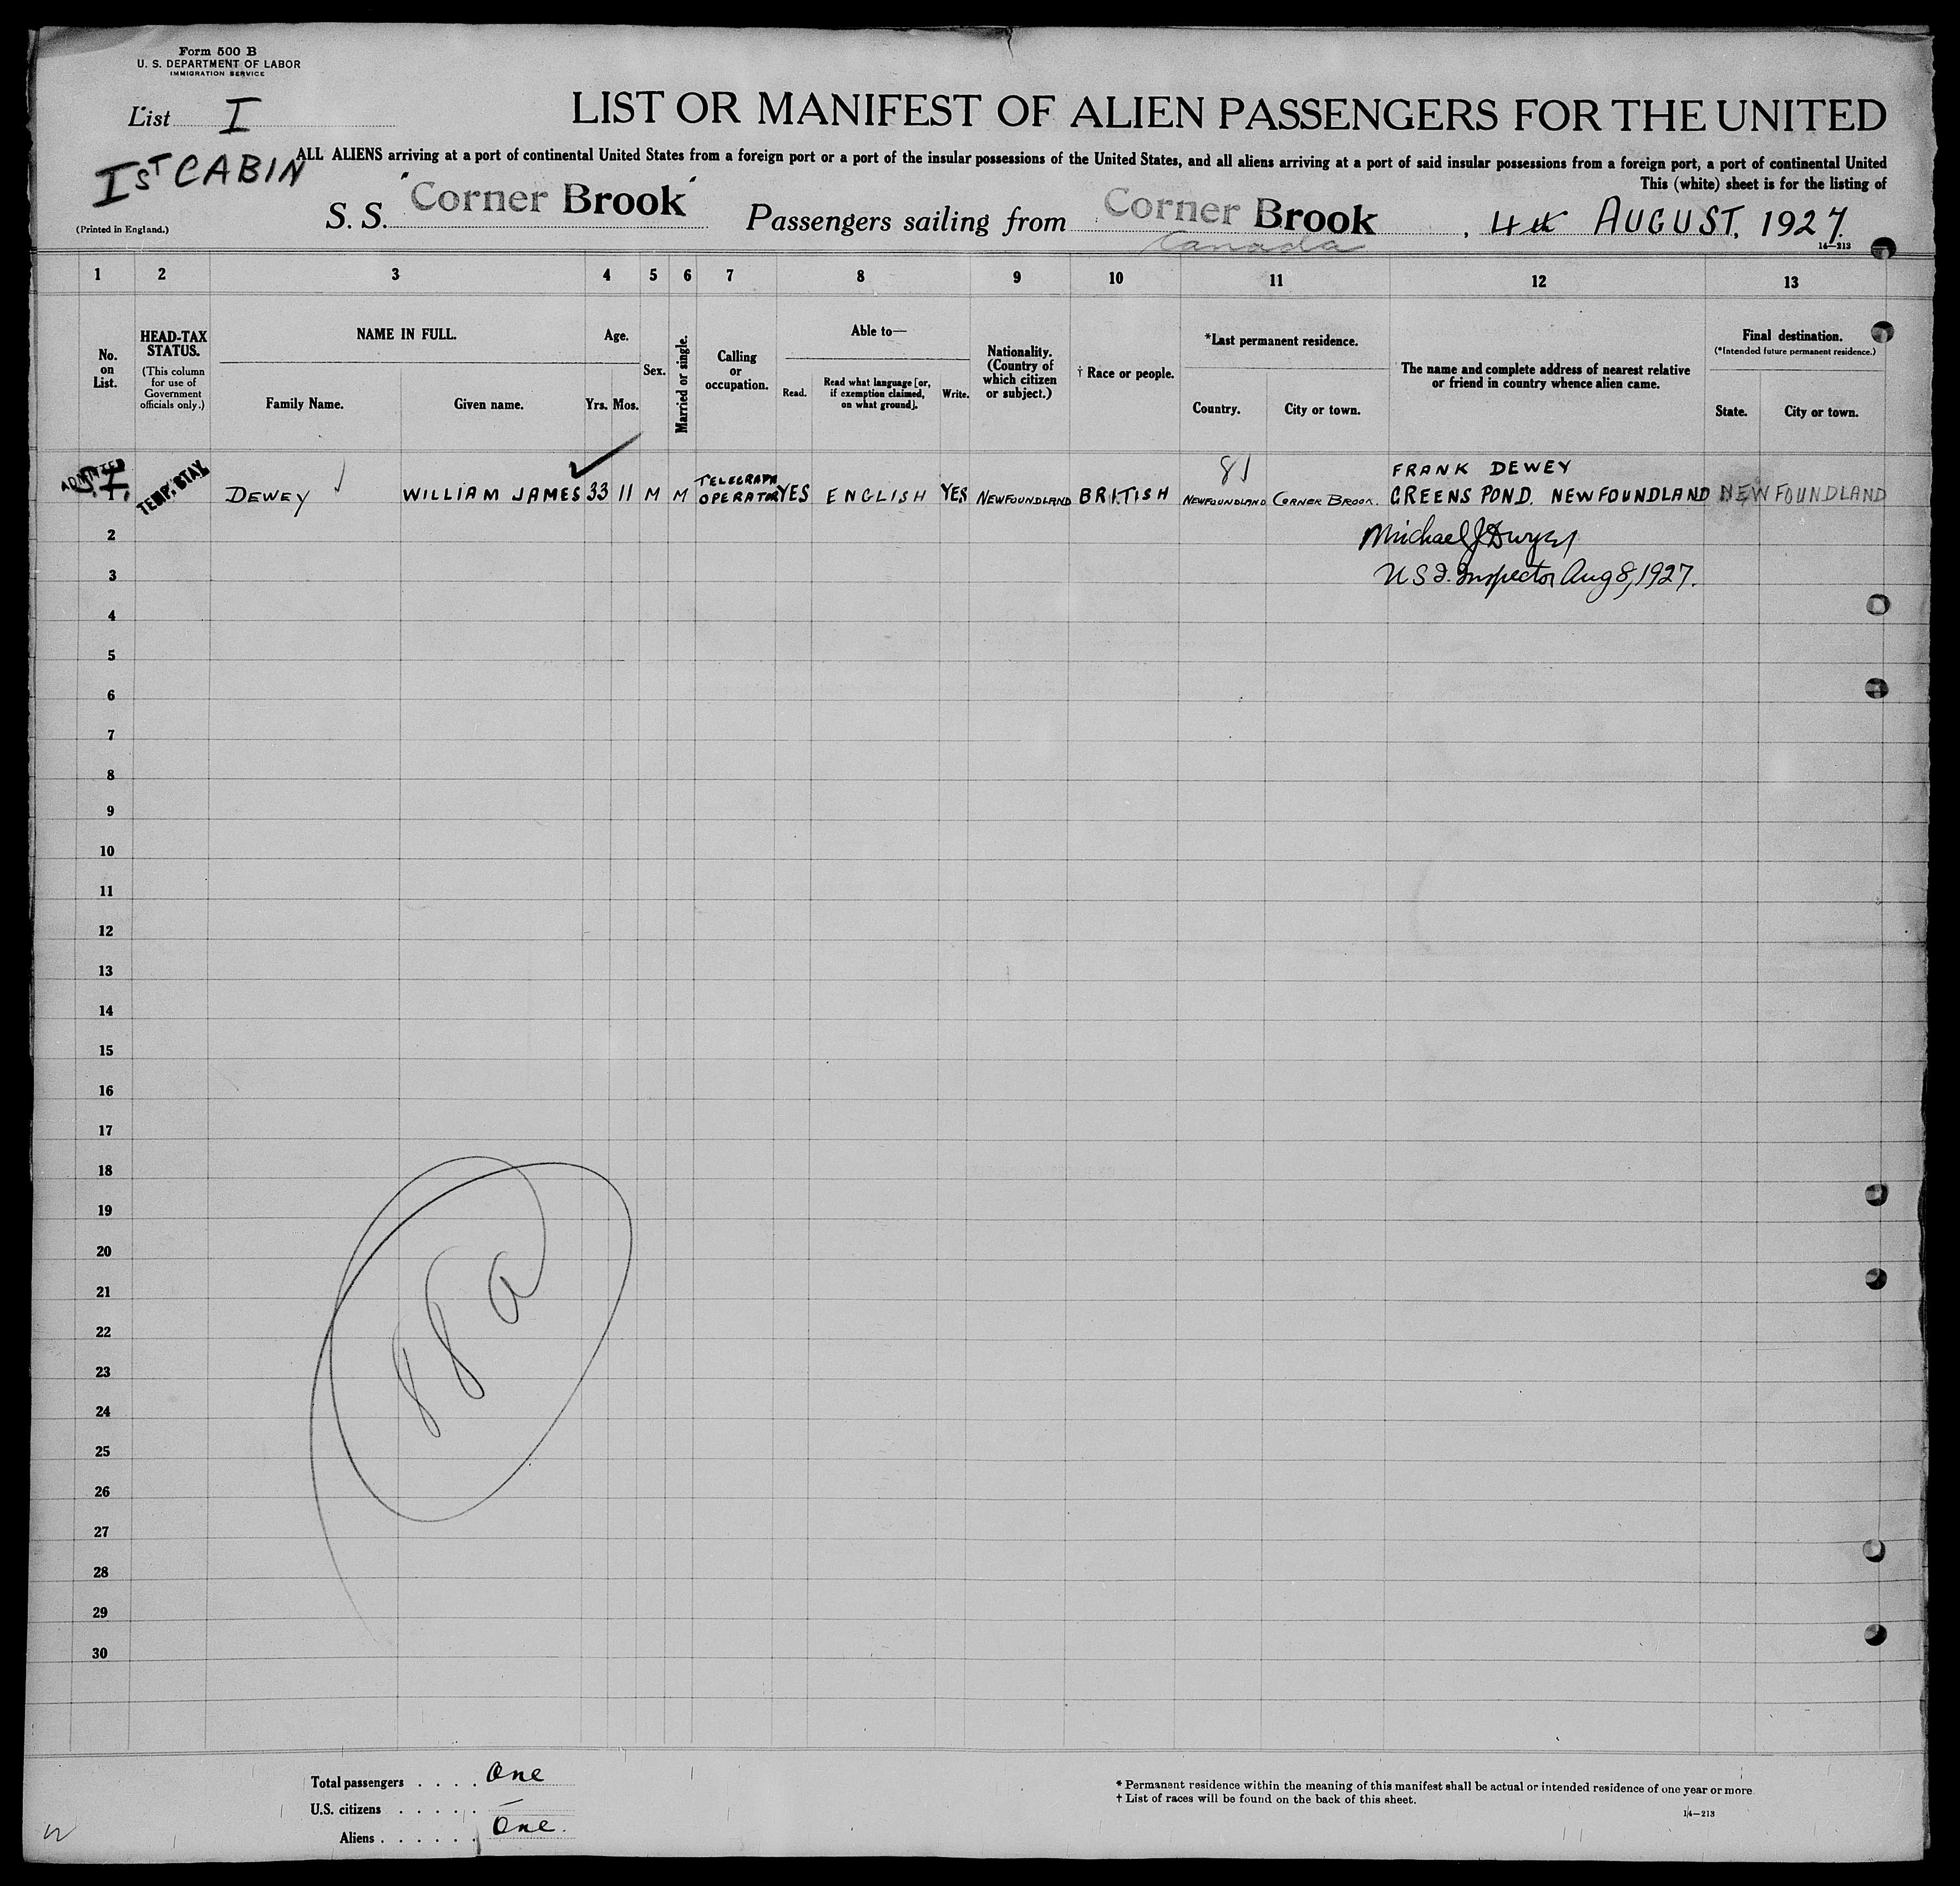 Form 500 B
U. S. DEPARTMENT OF LABOR
IMMIGRATION SERVICE
List I
LIST OR MANIFEST OF ALIEN PASSENGERS FOR THE UNITED
Ist CABIN
ALL ALIENS arriving at a port of continental United States from a foreign port or a port of the insular possessions of the United States, and all aliens arriving at a port of said insular possessions from a foreign port, a port of continental United
This (white) sheet is for the listing of
S. S. "Corner Brook" Passengers sailing from Corner Brook, 4th AUGUST, 1927.
Canada
(Printed in England.)
14—213
1 2 3 4 5 6 7 8 9 10 11 12 13
No. on List.
HEAD-TAX STATUS.
(This column for use of Government officials only.)
NAME IN FULL.
Family Name. Given name.
Age.
Yrs. Mos.
Sex.
Married or single.
Calling or occupation.
Able to—
Read. Read what language [or, if exemption claimed, on what ground]. Write.
Nationality. (Country of which citizen or subject.)
† Race or people.
*Last permanent residence.
Country. City or town.
The name and complete address of nearest relative or friend in country whence alien came.
Final destination.
(*Intended future permanent residence.)
State. City or town.
ADMITTED
S.I.
TEMP. STAY
81
FRANK DEWEY
1 DEWEY WILLIAM JAMES 33 11 M M TELEGRAPH OPERATOR YES ENGLISH YES NEWFOUNDLAND BRITISH NEWFOUNDLAND CORNER BROOK. GREENS POND. NEWFOUNDLAND NEWFOUNDLAND
2 Michael J Dwyer
3 U S I. Inspector Aug 8, 1927.
4
5
6
7
8
9
10
11
12
13
14
15
16
17
18
19
20
21
22
23
24
25
26
27
28
29
30
88a
Total passengers . . . . One
U.S. citizens . . . . . —
Aliens . . . . . . One.
* Permanent residence within the meaning of this manifest shall be actual or intended residence of one year or more
† List of races will be found on the back of this sheet.
14—213